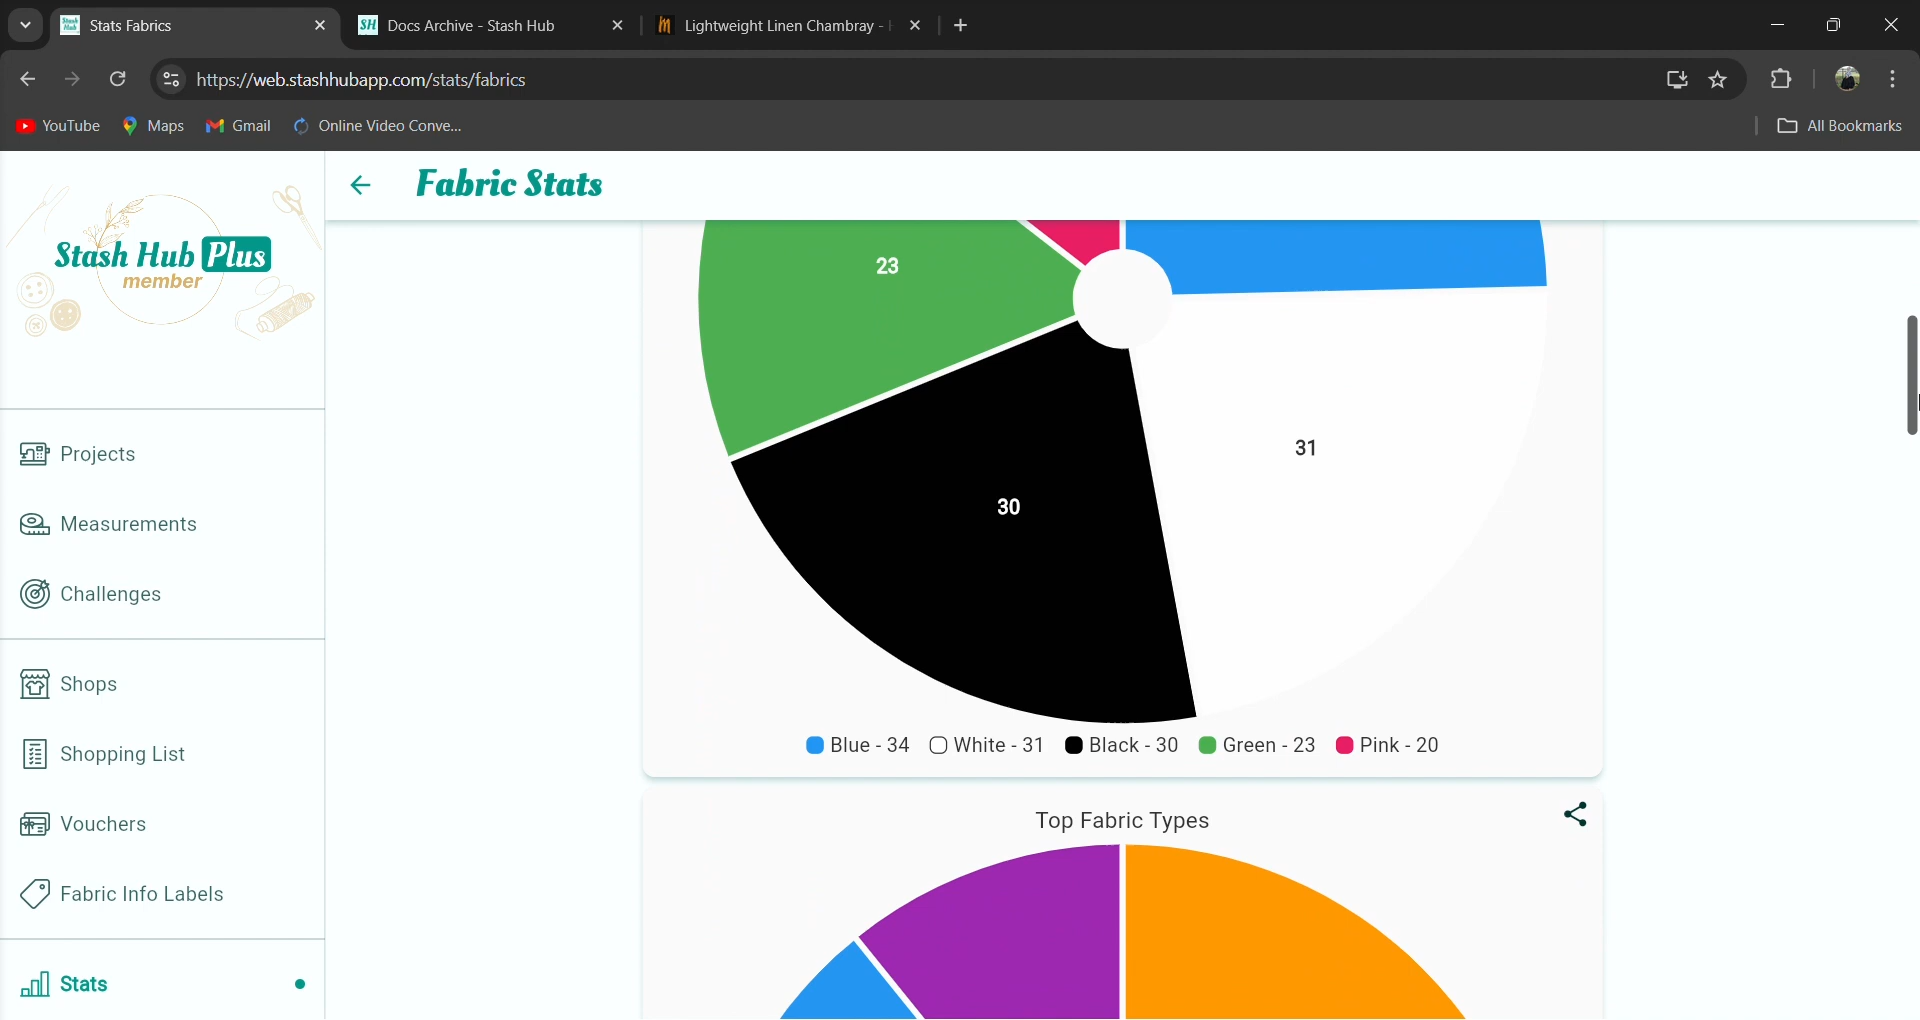 Stats Fabrics
Docs Archive - Stash Hub
Lightweight Linen Chambray -
https://web.stashhubapp.com/stats/fabrics
YouTube
Maps
Gmail
Online Video Conve...
All Bookmarks
Stash Hub Plus
member
Fabric Stats
Projects
Measurements
Challenges
Shops
Shopping List
Vouchers
Fabric Info Labels
Stats
23
31
30
Blue - 34 White - 31 Black - 30 Green - 23 Pink - 20
Top Fabric Types